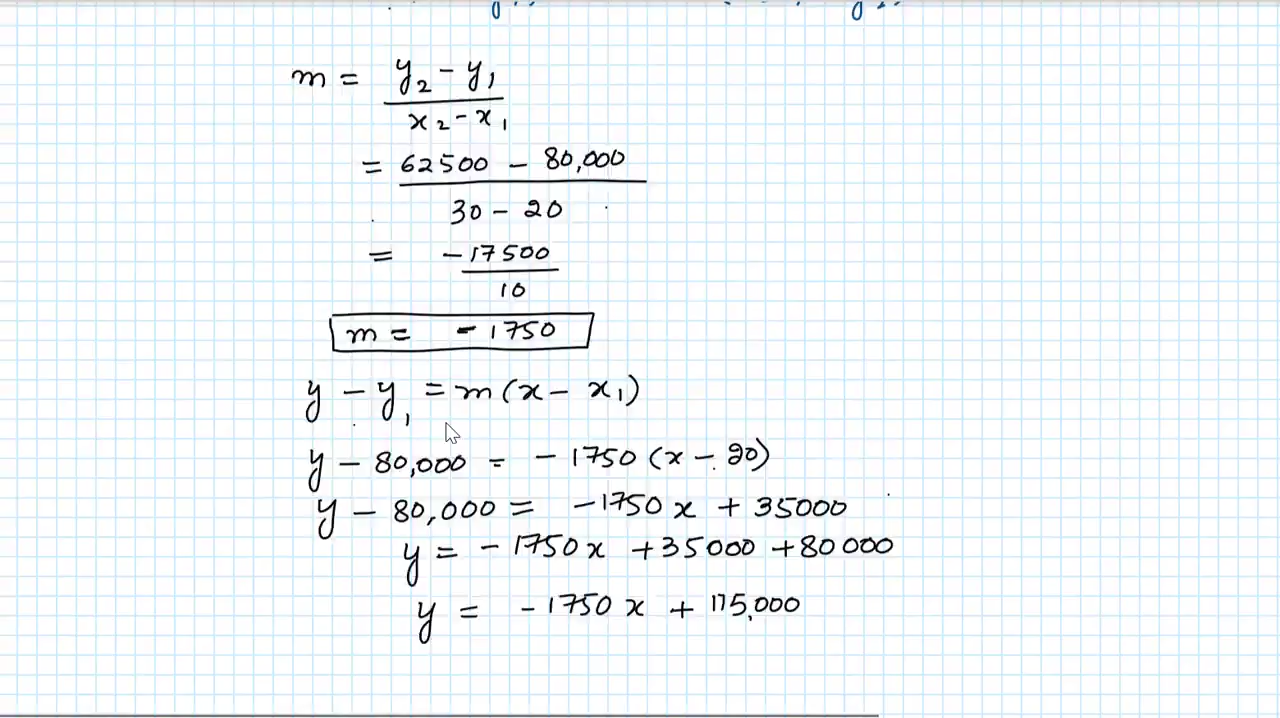 m = y₂ - y₁
x₂ - x₁
= 62500 - 80,000
30 - 20
= -17500
10
m = -1750
y - y₁ = m(x - x₁)
y - 80,000 = -1750 (x - 20)
y - 80,000 = -1750x + 35000
y = -1750x + 35000 + 80000
y = -1750x + 115,000